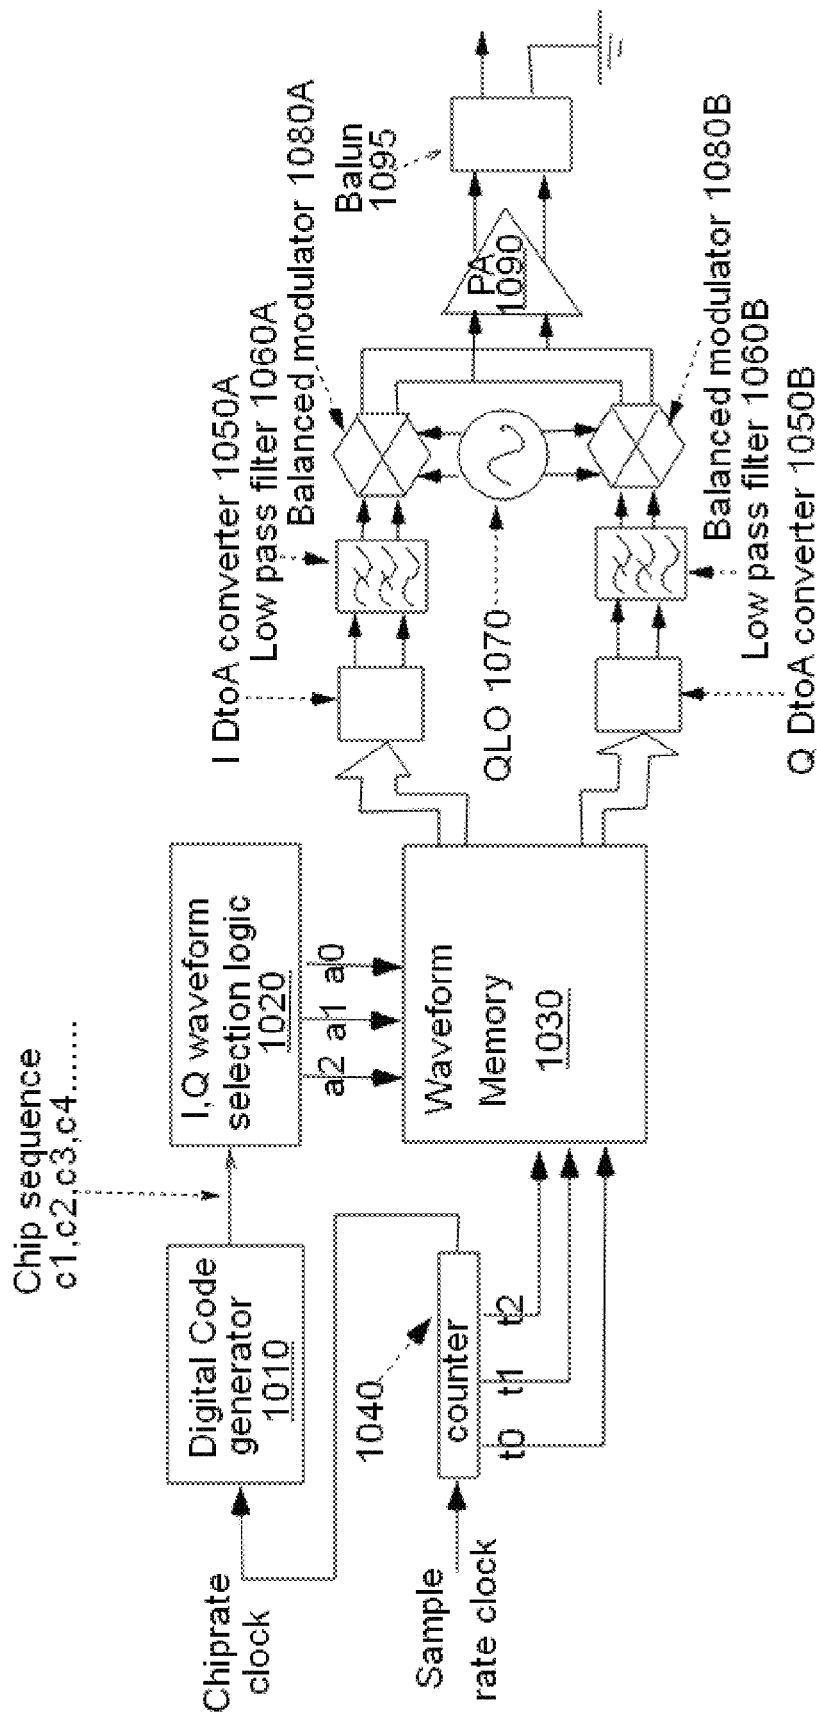 Chip sequence
c1,c2,c3,c4.......
Chiprate
clock
Digital Code
generator
1010
I,Q waveform
selection logic
1020
a2 a1 a0
Sample
rate clock
1040
counter
t0 t1 t2
Waveform
Memory
1030
I DtoA converter 1050A
Low pass filter 1060A
Balanced modulator 1080A
QLO 1070
PA
1090
Balun
1095
Balanced modulator 1080B
Low pass filter 1060B
Q DtoA converter 1050B